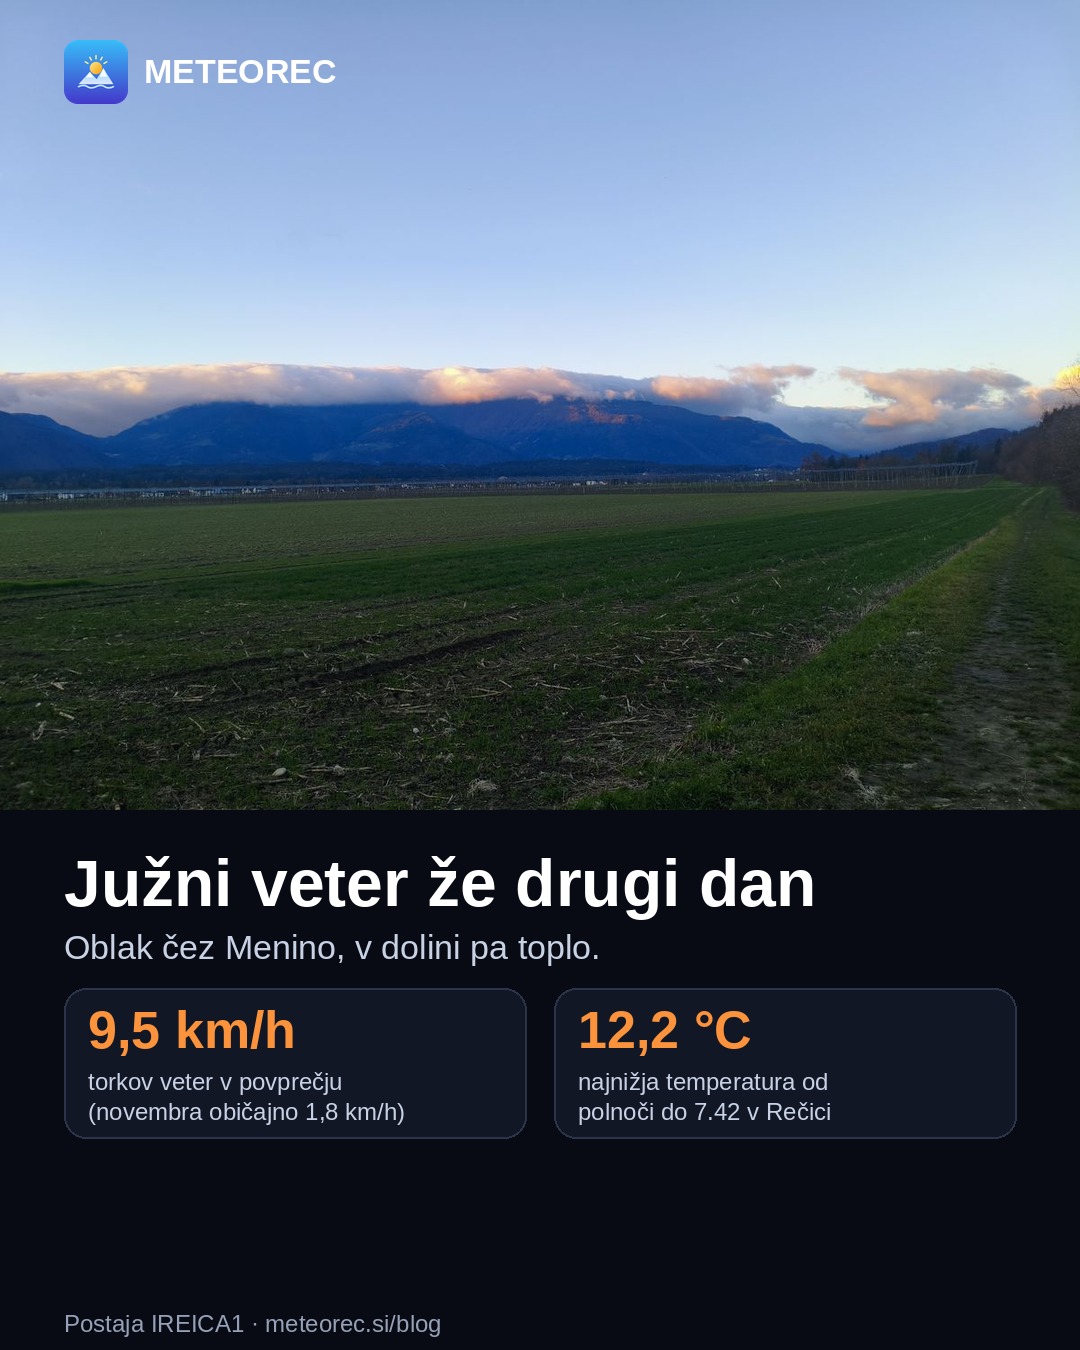 METEOREC
Južni veter že drugi dan
Oblak čez Menino, v dolini pa toplo.
9,5 km/h
torkov veter v povprečju
(novembra običajno 1,8 km/h)
12,2 °C
najnižja temperatura od
polnoči do 7.42 v Rečici
Postaja IREICA1 · meteorec.si/blog